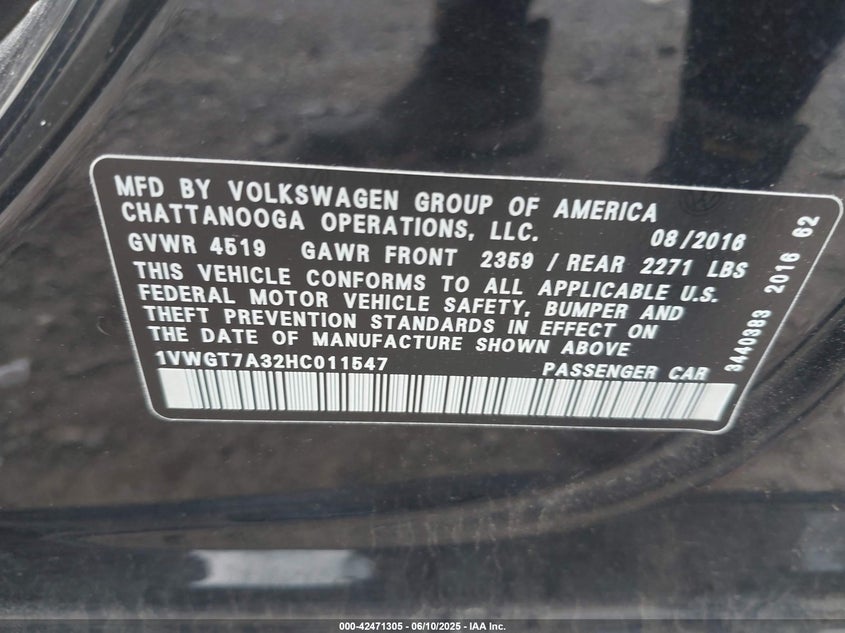 MFD BY VOLKSWAGEN GROUP OF AMERICA
CHATTANOOGA OPERATIONS, LLC. 08/2016
GVWR 4519 GAWR FRONT 2359 / REAR 2271 LBS
THIS VEHICLE CONFORMS TO ALL APPLICABLE U.S.
FEDERAL MOTOR VEHICLE SAFETY, BUMPER AND
THEFT PREVENTION STANDARDS IN EFFECT ON
THE DATE OF MANUFACTURE SHOWN ABOVE
1VWGT7A32HC011547 PASSENGER CAR
3440383 2016 62
000-42471305 - 06/10/2025 - IAA Inc.